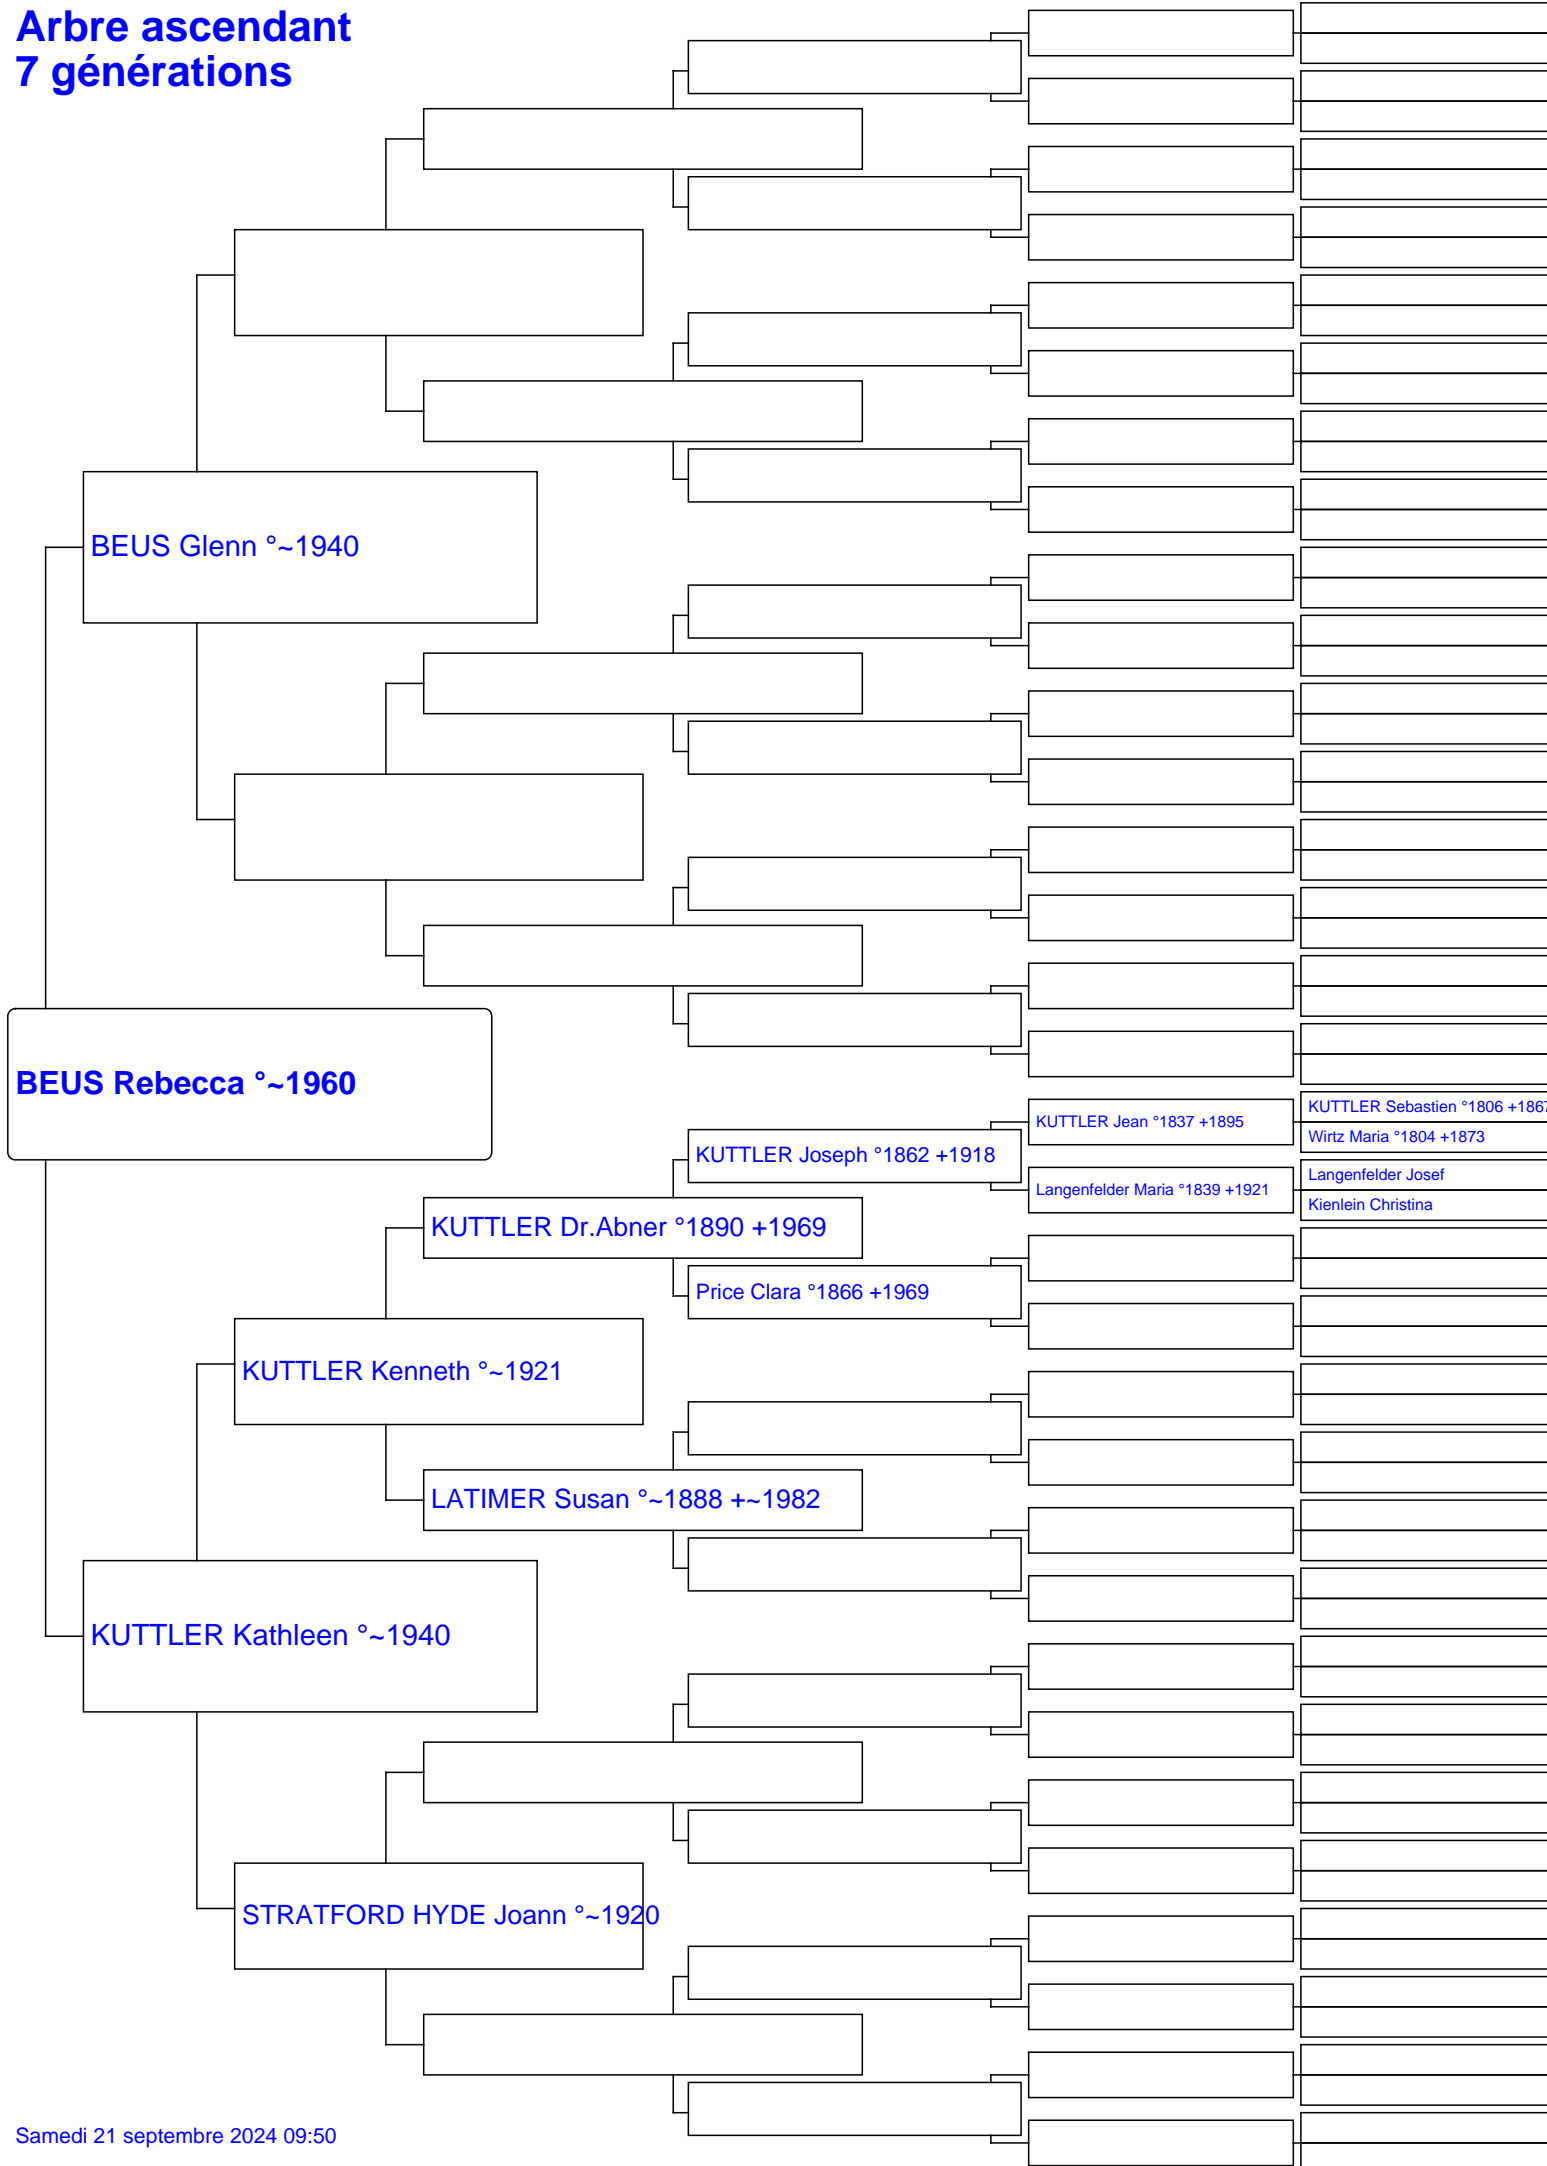 Arbre ascendant
7 générations
BEUS Glenn °~1940
BEUS Rebecca °~1960
KUTTLER Sebastien °1806 +1867
KUTTLER Jean °1837 +1895
Wirtz Maria °1804 +1873
KUTTLER Joseph °1862 +1918
Langenfelder Josef
Langenfelder Maria °1839 +1921
Kienlein Christina
KUTTLER Dr.Abner °1890 +1969
Price Clara °1866 +1969
KUTTLER Kenneth °~1921
LATIMER Susan °~1888 +~1982
KUTTLER Kathleen °~1940
STRATFORD HYDE Joann °~1920
Samedi 21 septembre 2024 09:50